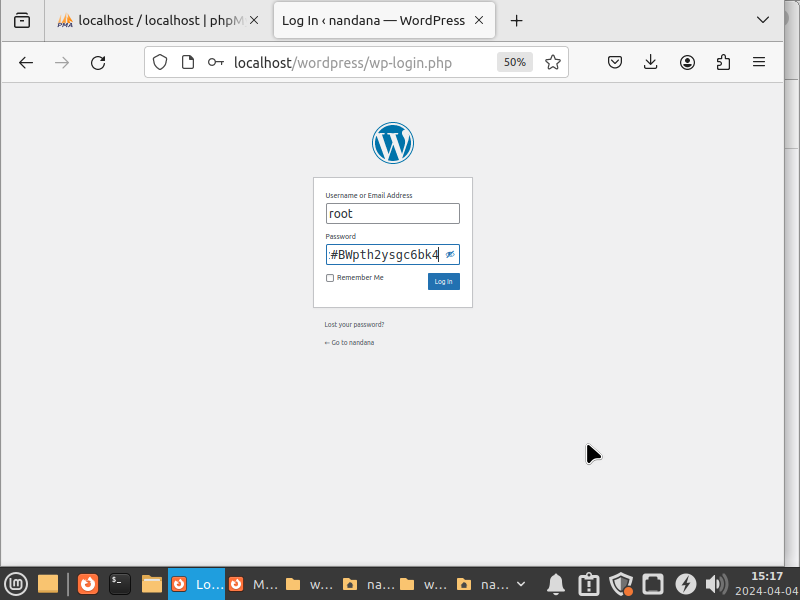 localhost / localhost | phpM
Log In ‹ nandana — WordPress
localhost/wordpress/wp-login.php
50%
Username or Email Address
root
Password
#BWpth2ysgc6bk4
Remember Me
Log In
Lost your password?
← Go to nandana
Lo...
M...
w...
na...
w...
na...
15:17
2024-04-04